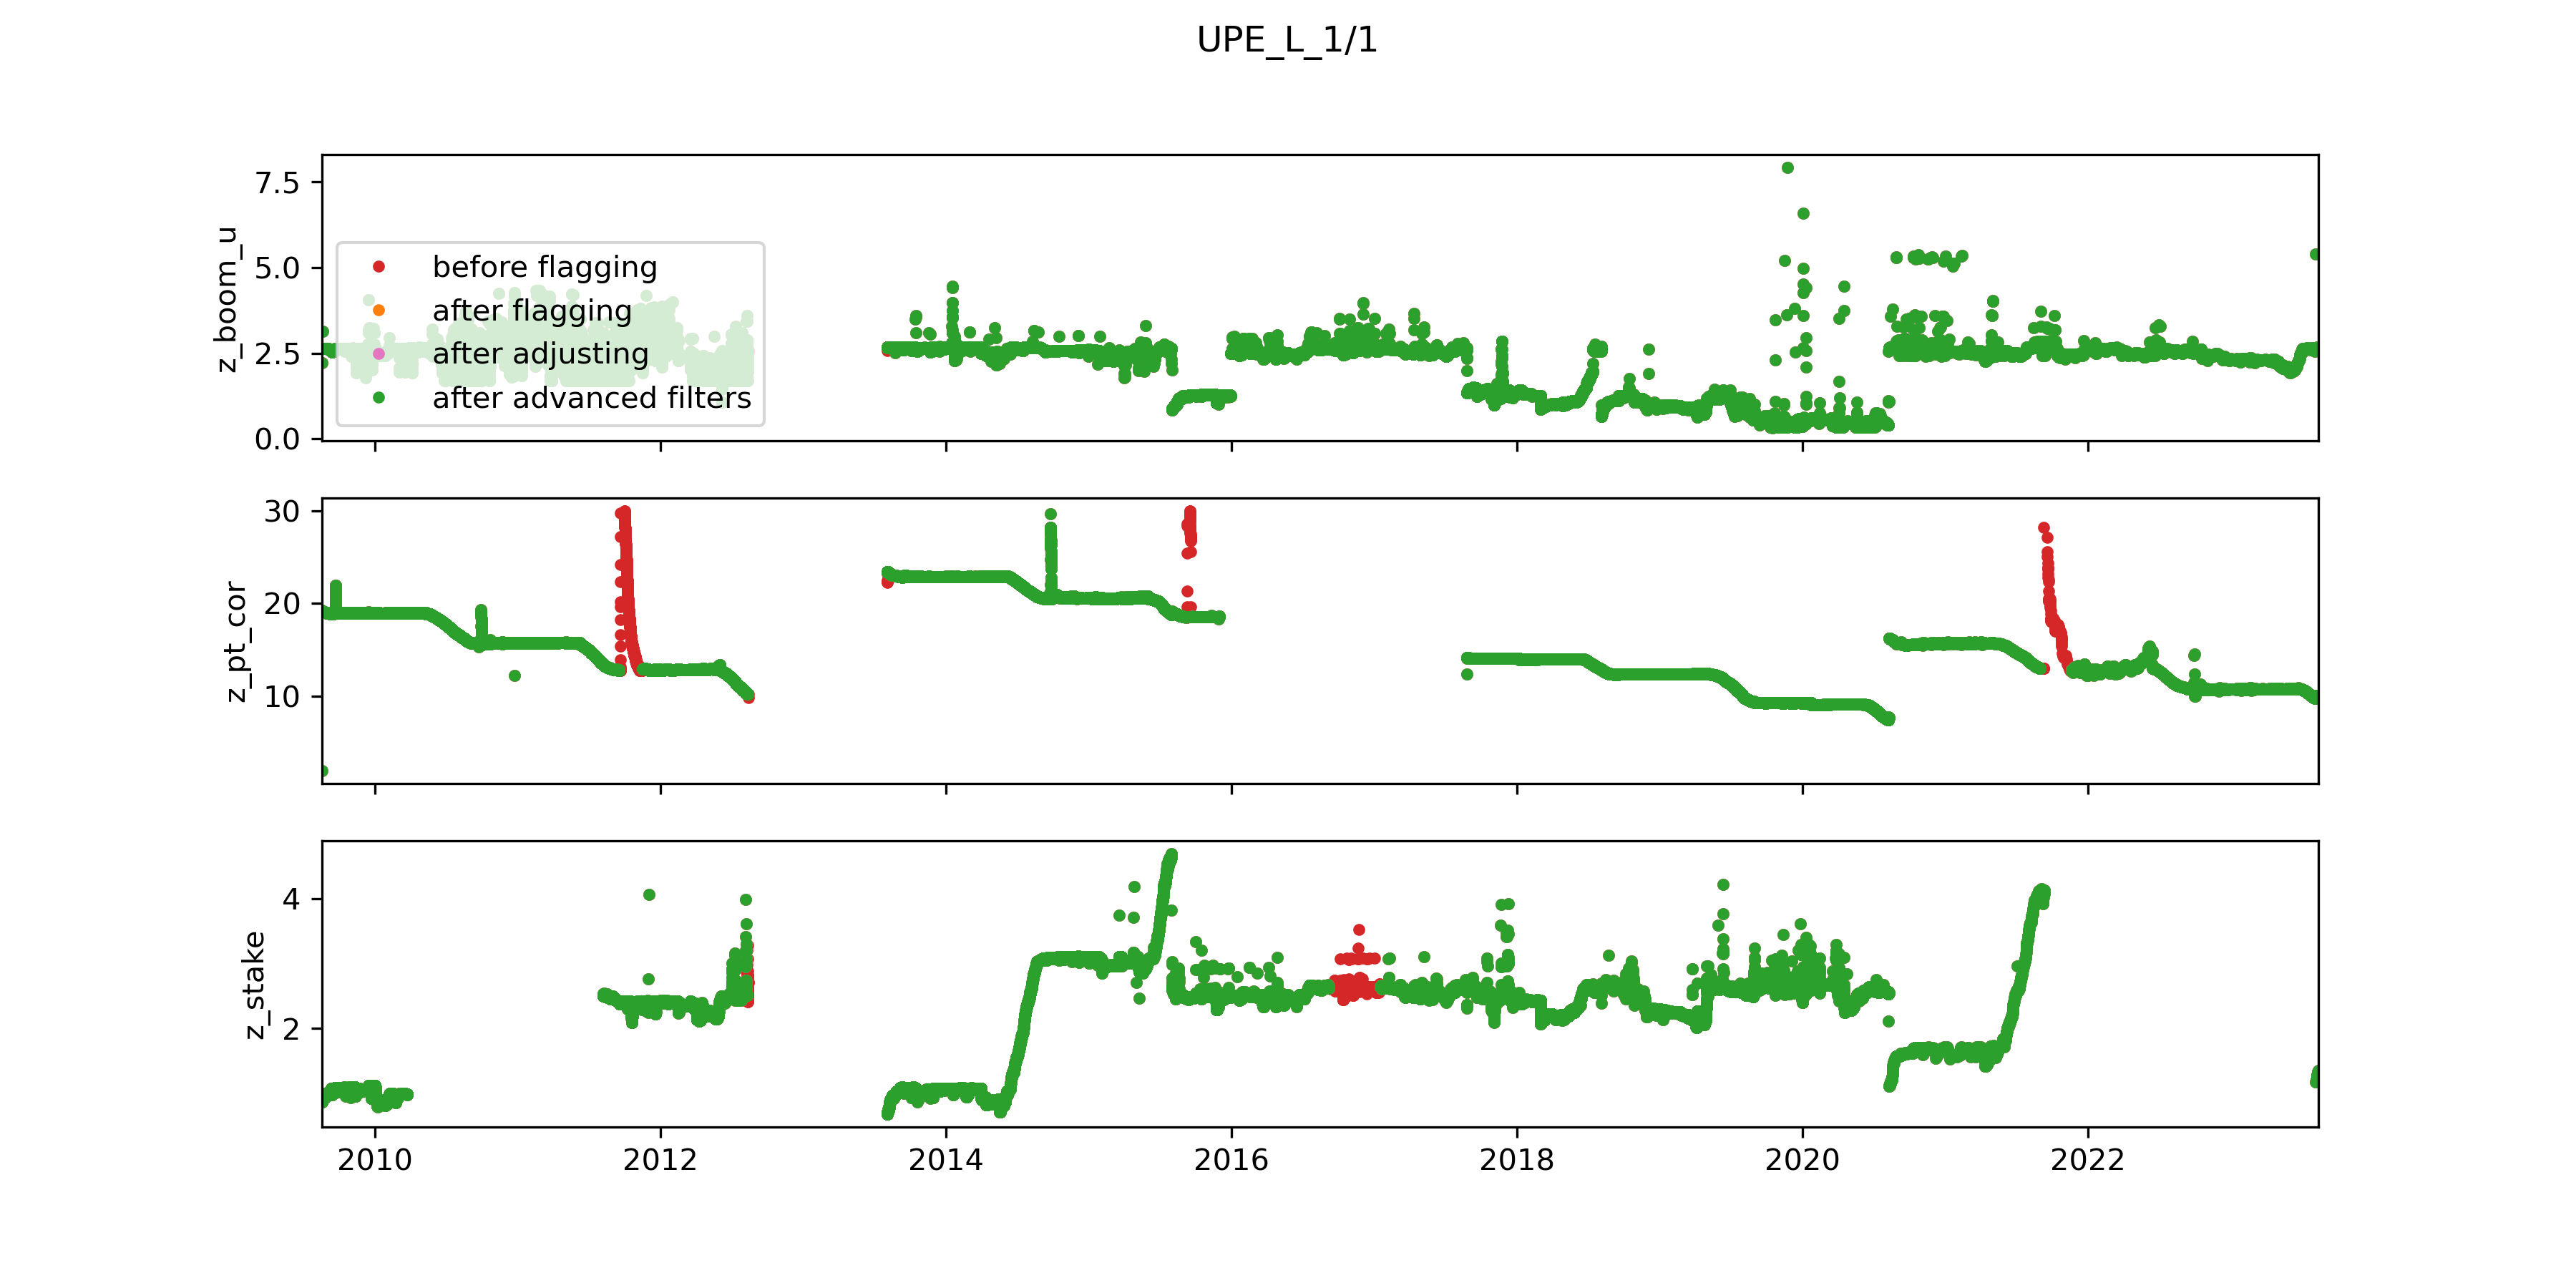 UPE_L_1/1
z_boom_u
7.5
5.0
2.5
0.0
before flagging
after flagging
after adjusting
after advanced filters
z_pt_cor
30
20
10
z_stake
4
2
2010 2012 2014 2016 2018 2020 2022